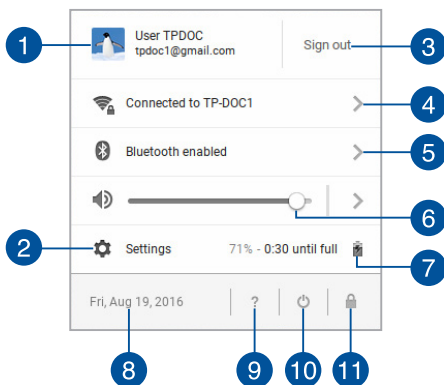 1 User TPDOC
tpdoc1@gmail.com
Sign out 3
Connected to TP-DOC1 4
Bluetooth enabled 5
6
2 Settings 71% - 0:30 until full 7
Fri, Aug 19, 2016 ?
8 9 10 11